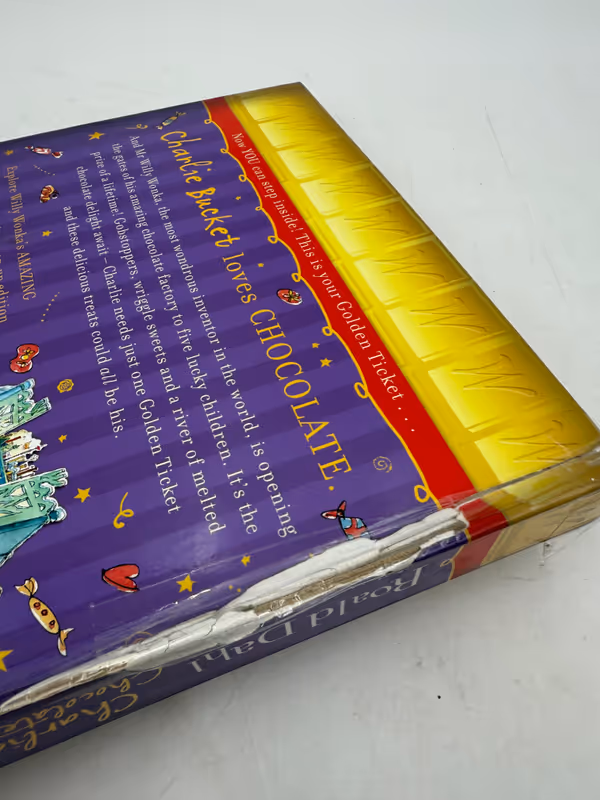 Now YOU can step inside! This is your Golden Ticket . . .
Charlie Bucket loves CHOCOLATE.
And Mr Willy Wonka, the most wondrous inventor in the world, is opening
the gates of his amazing chocolate factory to five lucky children. It's the
prize of a lifetime! Gobstoppers, wriggle sweets and a river of melted
chocolate delight await – Charlie needs just one Golden Ticket
and these delicious treats could all be his.
Explore Willy Wonka's AMAZING
edition
Roald Dahl
Charlie
Chocolate